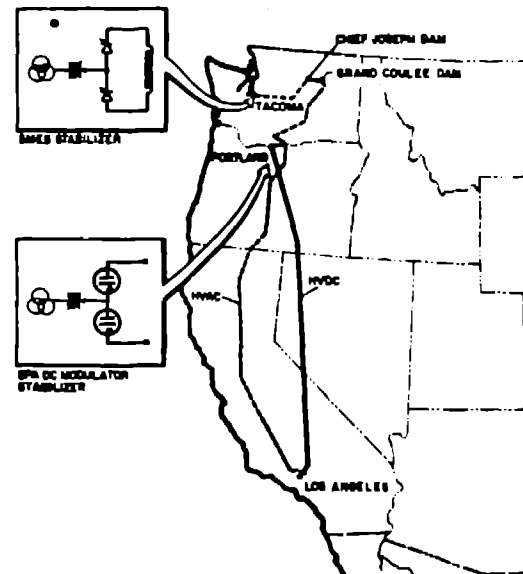 CHIEF JOSEPH DAM
GRAND COULEE DAM
TACOMA
SMES STABILIZER
PORTLAND
HVAC
HVDC
BPA DC MODULATOR
STABILIZER
LOS ANGELES